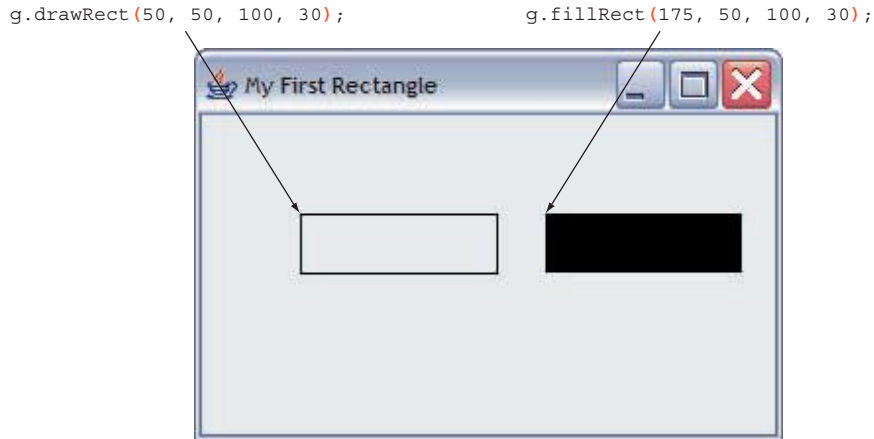 g.drawRect(50, 50, 100, 30); g.fillRect(175, 50, 100, 30);
My First Rectangle